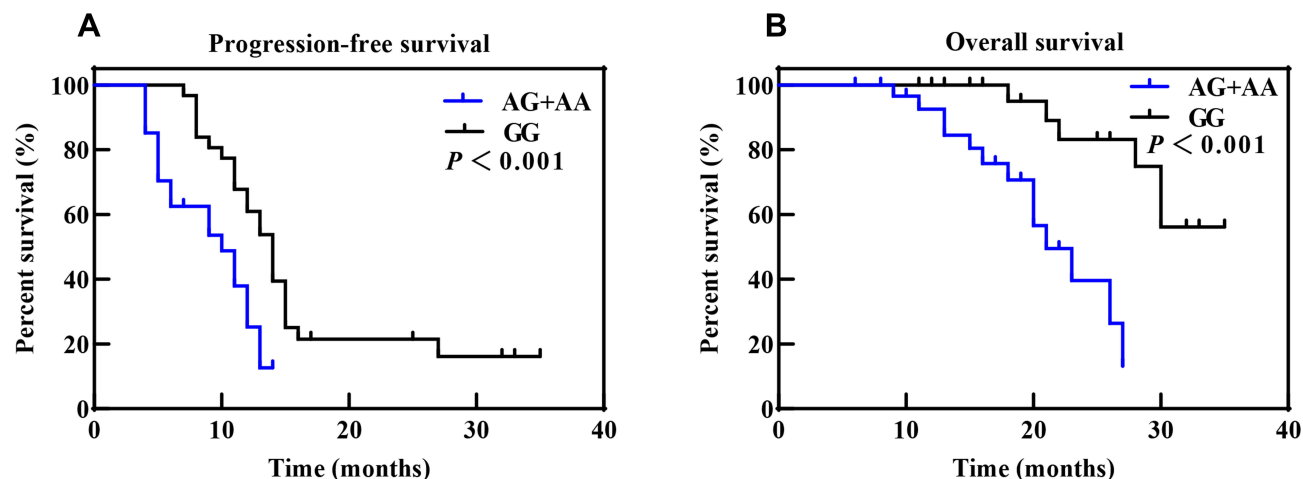 A
Progression-free survival
Percent survival (%)
100
80
60
40
20
0
AG+AA
GG
P < 0.001
0 10 20 30 40
Time (months)
B
Overall survival
Percent survival (%)
100
80
60
40
20
0
AG+AA
GG
P < 0.001
0 10 20 30 40
Time (months)